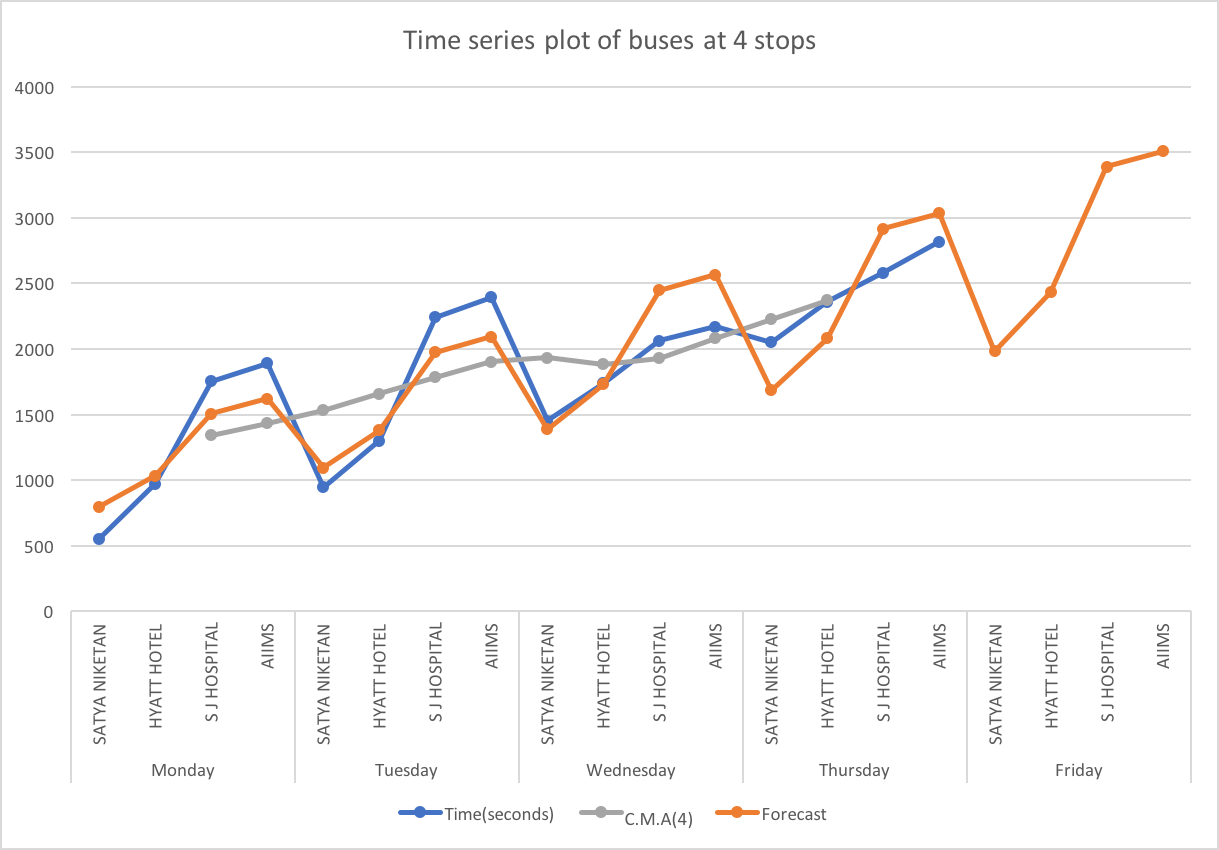 Time series plot of buses at 4 stops
4000
3500
3000
2500
2000
1500
1000
500
0
SATYA NIKETAN
HYATT HOTEL
S J HOSPITAL
AIIMS
SATYA NIKETAN
HYATT HOTEL
S J HOSPITAL
AIIMS
SATYA NIKETAN
HYATT HOTEL
S J HOSPITAL
AIIMS
SATYA NIKETAN
HYATT HOTEL
S J HOSPITAL
AIIMS
SATYA NIKETAN
HYATT HOTEL
S J HOSPITAL
AIIMS
Monday Tuesday Wednesday Thursday Friday
Time(seconds) C.M.A(4) Forecast